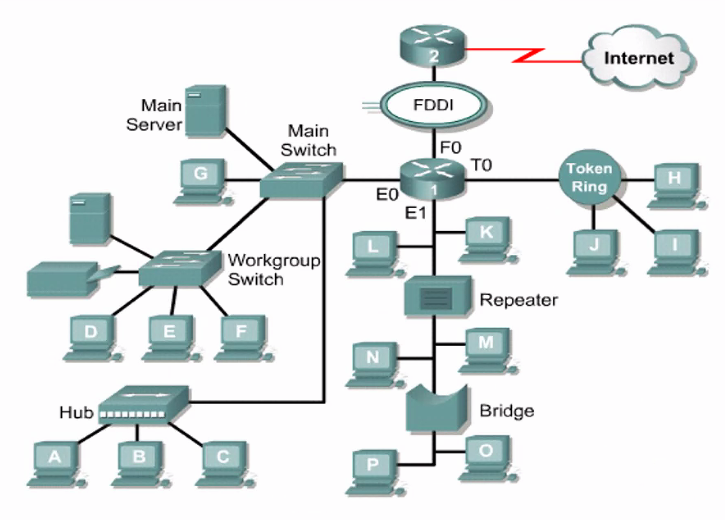 2
Internet
FDDI
Main
Server
Main
Switch
F0
T0
G
E0
1
Token
Ring
H
E1
L
K
J
I
Workgroup
Switch
Repeater
D
E
F
N
M
Hub
Bridge
A
B
C
P
O